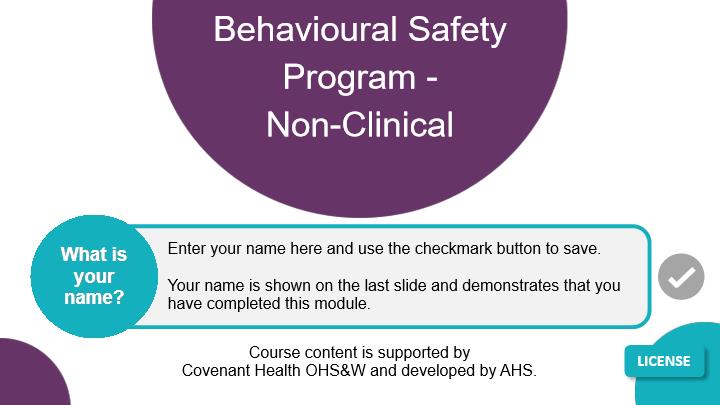 Behavioural Safety
Program -
Non-Clinical
What is
your
name?
Enter your name here and use the checkmark button to save.
Your name is shown on the last slide and demonstrates that you
have completed this module.
Course content is supported by
Covenant Health OHS&W and developed by AHS.
LICENSE